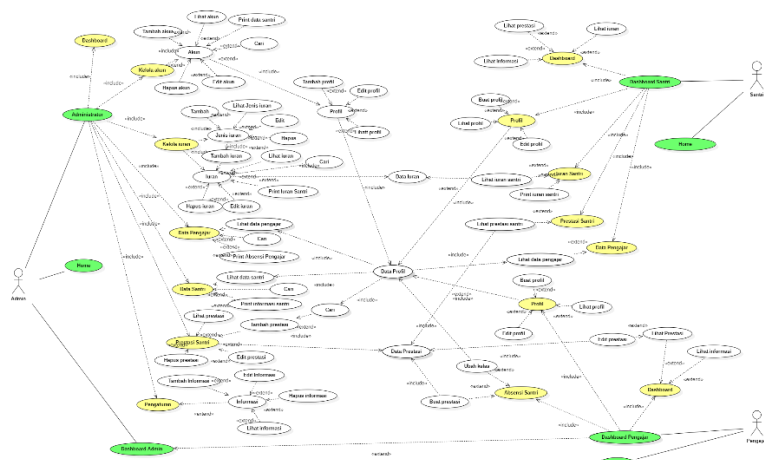 Lihat akun
Tambah akun
Print data santri
Dashboard
Akun
Cari
Kelola akun
Hapus akun
Edit akun
Administrator
Tambah profil
Edit profil
Profil
Lihat profil
Tambah
Lihat Jenis iuran
Edit
Jenis iuran
Hapus
Kelola iuran
Tambah iuran
Lihat iuran
Cari
Iuran
Print Iuran Santri
Hapus iuran
Edit iuran
Data Iuran
Lihat prestasi
Lihat iuran
Lihat informasi
Dashboard
Dashboard Santri
Santri
Home
Buat profil
Profil
Lihat profil
Edit profil
Iuran Santri
Lihat iuran santri
Print iuran santri
Prestasi Santri
Lihat prestasi santri
Data Pengajar
Lihat data pengajar
Data Pengajar
Lihat data pengajar
Cari
Print Absensi Pengajar
Home
Admin
Data Profil
Lihat data santri
Data Santri
Cari
Print informasi santri
Cari
Lihat prestasi
Tambah prestasi
Prestasi Santri
Hapus prestasi
Edit prestasi
Data Prestasi
Buat profil
Profil
Lihat profil
Edit profil
Edit prestasi
Lihat Prestasi
Lihat informasi
Dashboard
Ubah kelas
Absensi Santri
Buat prestasi
Edit Informasi
Tambah Informasi
Hapus informasi
Informasi
Pengaturan
Lihat informasi
Dashboard Admin
Dashboard Pengajar
Pengaj
«extend»
«include»